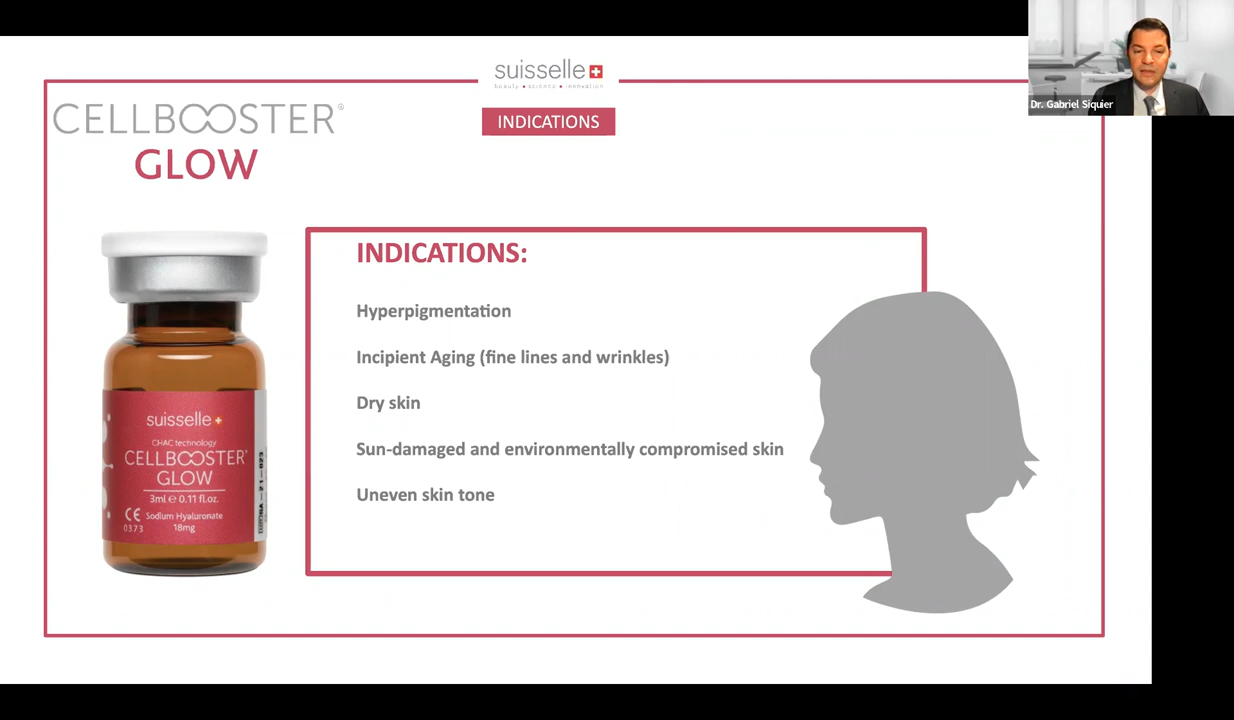 suisselle
beauty • science • innovation
CELLBOOSTER®
GLOW
INDICATIONS
Dr. Gabriel Siquier
INDICATIONS:
Hyperpigmentation
Incipient Aging (fine lines and wrinkles)
Dry skin
Sun-damaged and environmentally compromised skin
Uneven skin tone
suisselle
CHAC technology
CELLBOOSTER®
GLOW
3ml ℮ 0.11 fl.oz.
CE Sodium Hyaluronate
0373 18mg